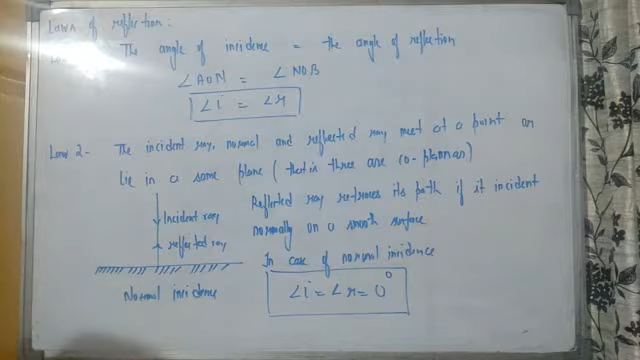 Laws of reflection:
The angle of incidence = the angle of reflection
∠AON = ∠NOB
∠i = ∠r
Law 2- The incident ray, normal and reflected ray meet at a point or
lie in a same plane (that is three are co-plannar)
Incident ray
reflected ray
Normal incidence
Reflected ray retraces its path if it incident
normally on a smooth surface
In case of normal incidence
∠i = ∠r = 0°